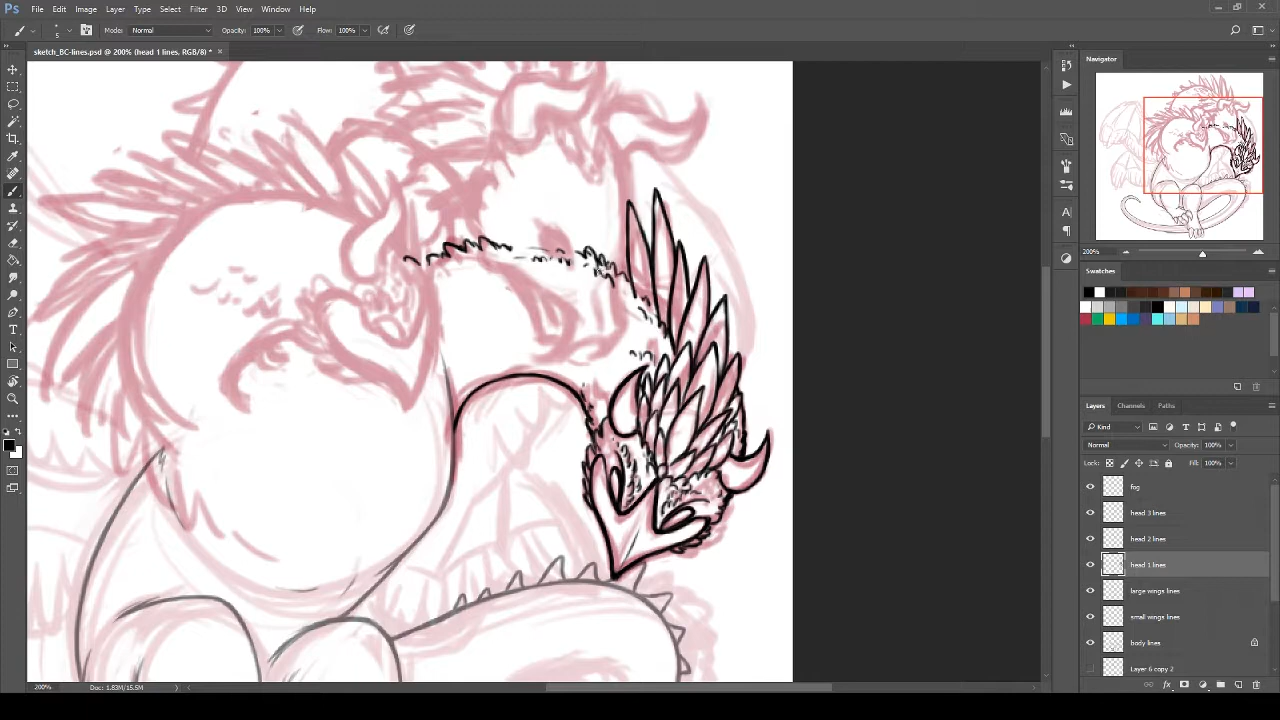 Ps File Edit Image Layer Type Select Filter 3D View Window Help
5 Mode: Normal Opacity: 100% Flow: 100%
sketch_BC-lines.psd @ 200% (head 1 lines, RGB/8) * ×
Navigator
200%
Swatches
Layers Channels Paths
Kind
Normal Opacity: 100%
Lock: Fill: 100%
fog
head 3 lines
head 2 lines
head 1 lines
large wings lines
small wings lines
body lines
Layer 6 copy 2
200% Doc: 1.83M/15.5M